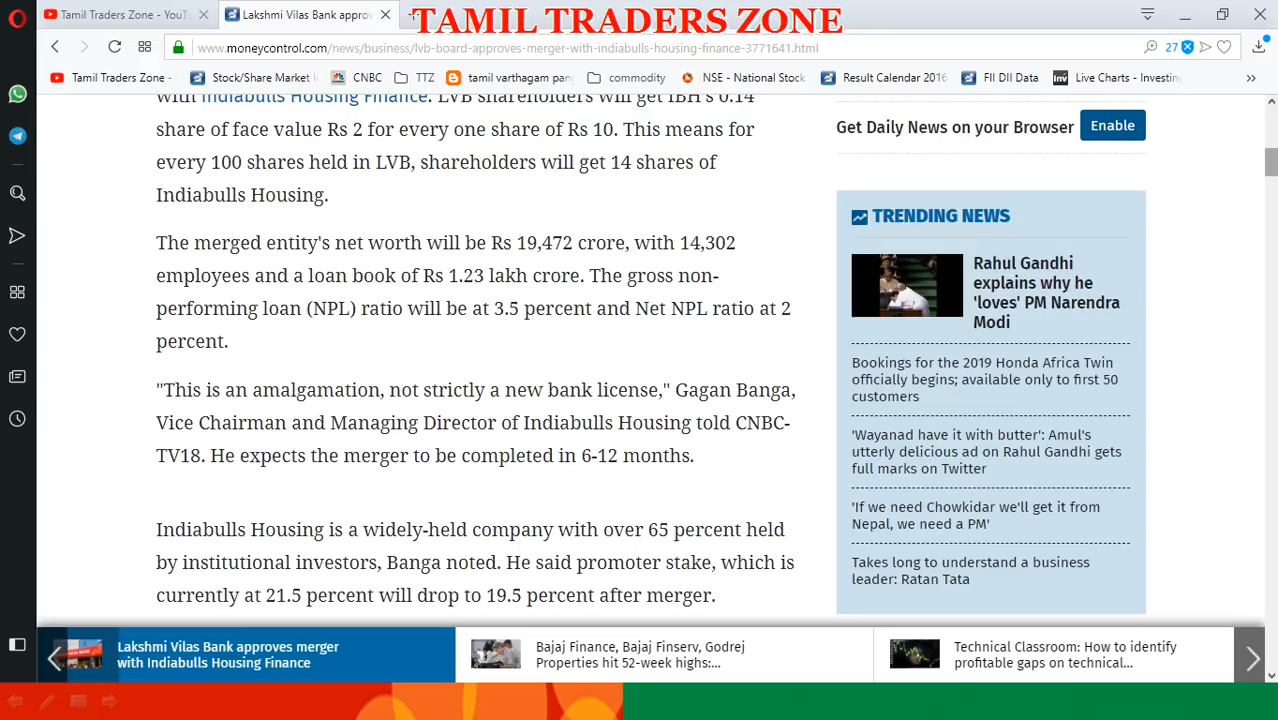 TAMIL TRADERS ZONE
Tamil Traders Zone - YouTu
Lakshmi Vilas Bank approv
www.moneycontrol.com/news/business/lvb-board-approves-merger-with-indiabulls-housing-finance-3771641.html
27
Tamil Traders Zone -
Stock/Share Market I
CNBC
TTZ
tamil varthagam pang
commodity
NSE - National Stock
Result Calendar 2016
FII DII Data
Inv
Live Charts - Investin
with Indiabulls Housing Finance. LVB shareholders will get IBH's 0.14
share of face value Rs 2 for every one share of Rs 10. This means for
every 100 shares held in LVB, shareholders will get 14 shares of
Indiabulls Housing.
The merged entity's net worth will be Rs 19,472 crore, with 14,302
employees and a loan book of Rs 1.23 lakh crore. The gross non-
performing loan (NPL) ratio will be at 3.5 percent and Net NPL ratio at 2
percent.
"This is an amalgamation, not strictly a new bank license," Gagan Banga,
Vice Chairman and Managing Director of Indiabulls Housing told CNBC-
TV18. He expects the merger to be completed in 6-12 months.
Indiabulls Housing is a widely-held company with over 65 percent held
by institutional investors, Banga noted. He said promoter stake, which is
currently at 21.5 percent will drop to 19.5 percent after merger.
Get Daily News on your Browser
Enable
TRENDING NEWS
Rahul Gandhi
explains why he
'loves' PM Narendra
Modi
Bookings for the 2019 Honda Africa Twin
officially begins; available only to first 50
customers
'Wayanad have it with butter': Amul's
utterly delicious ad on Rahul Gandhi gets
full marks on Twitter
'If we need Chowkidar we'll get it from
Nepal, we need a PM'
Takes long to understand a business
leader: Ratan Tata
Lakshmi Vilas Bank approves merger
with Indiabulls Housing Finance
Bajaj Finance, Bajaj Finserv, Godrej
Properties hit 52-week highs:...
Technical Classroom: How to identify
profitable gaps on technical...